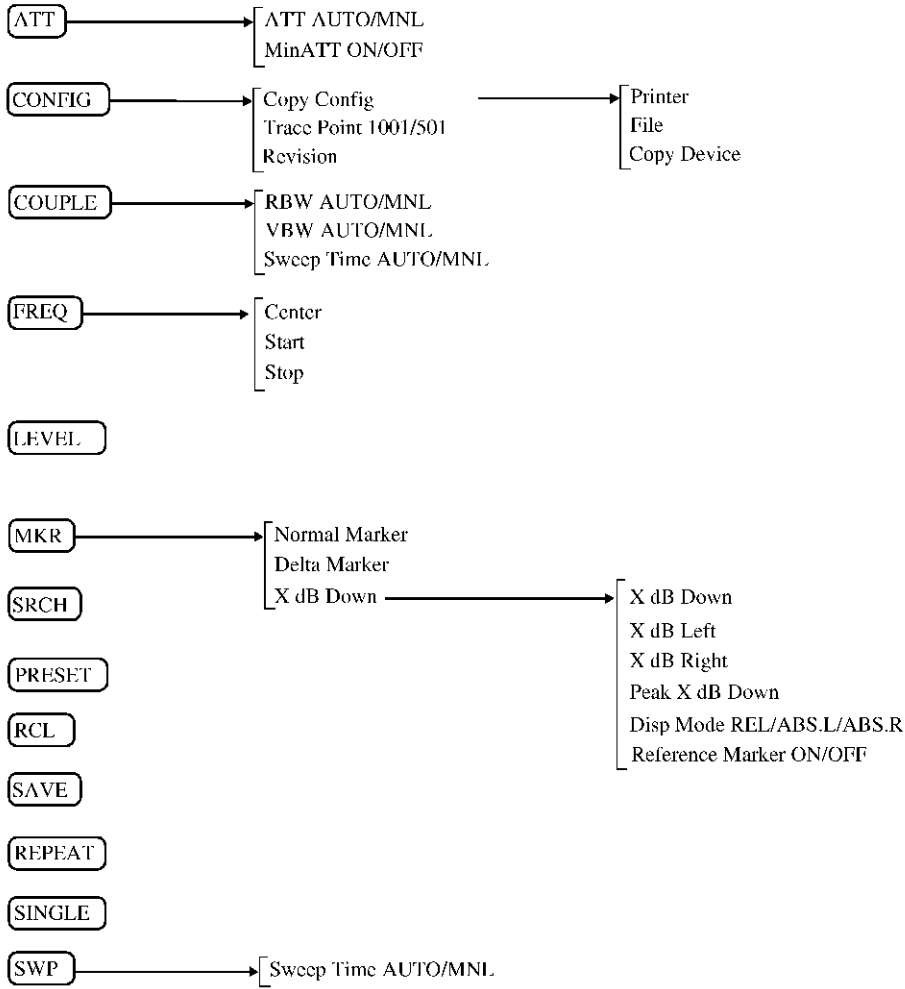 ATT
ATT AUTO/MNL
MinATT ON/OFF
CONFIG
Copy Config
Trace Point 1001/501
Revision
Printer
File
Copy Device
COUPLE
RBW AUTO/MNL
VBW AUTO/MNL
Sweep Time AUTO/MNL
FREQ
Center
Start
Stop
LEVEL
MKR
Normal Marker
Delta Marker
X dB Down
X dB Down
X dB Left
X dB Right
Peak X dB Down
Disp Mode REL/ABS.L/ABS.R
Reference Marker ON/OFF
SRCH
PRESET
RCL
SAVE
REPEAT
SINGLE
SWP
Sweep Time AUTO/MNL